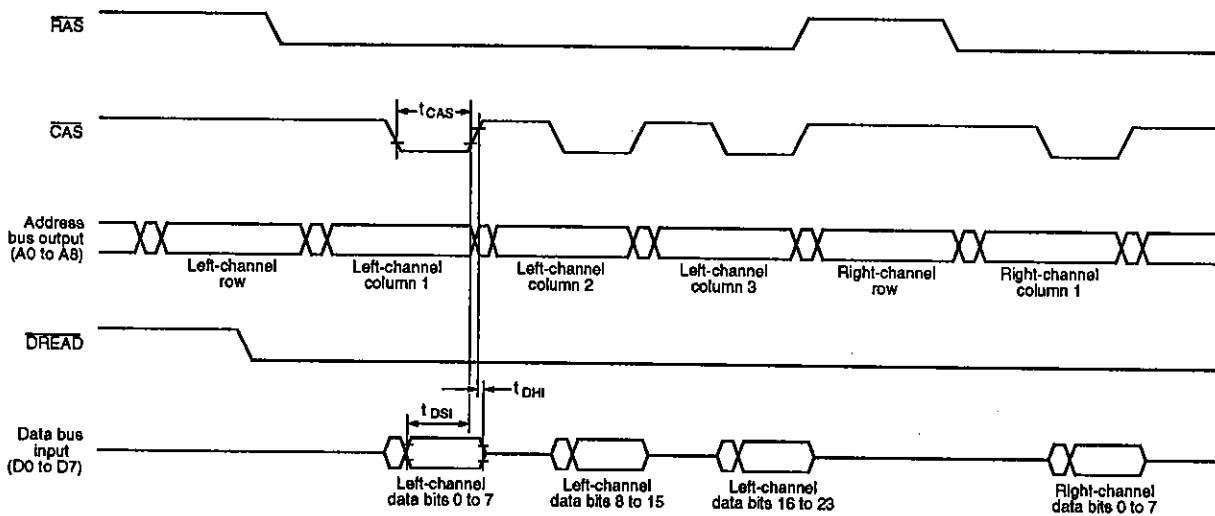 RAS
tCAS
CAS
Address
bus output
(A0 to A8)
Left-channel
row
Left-channel
column 1
Left-channel
column 2
Left-channel
column 3
Right-channel
row
Right-channel
column 1
DREAD
tDHI
tDSI
Data bus
input
(D0 to D7)
Left-channel
data bits 0 to 7
Left-channel
data bits 8 to 15
Left-channel
data bits 16 to 23
Right-channel
data bits 0 to 7